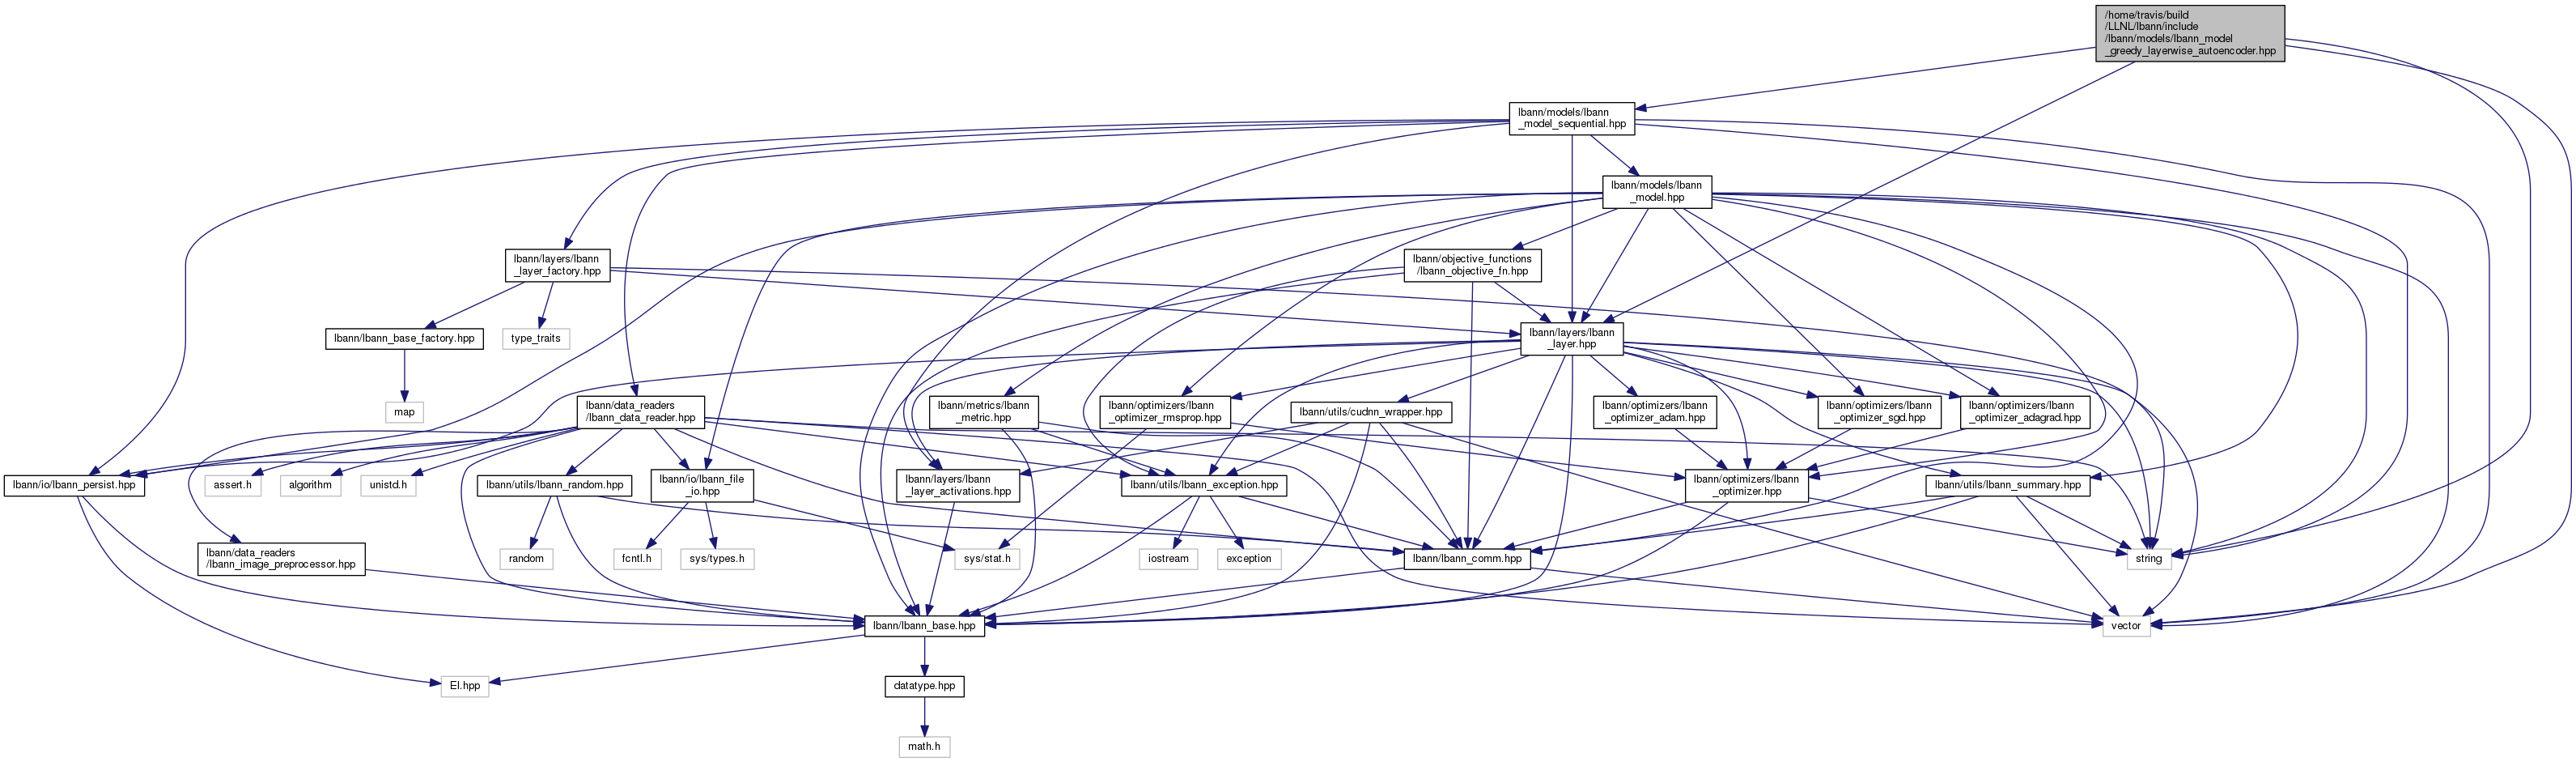 /home/travis/build
/LLNL/lbann/include
/lbann/models/lbann_model
_greedy_layerwise_autoencoder.hpp
lbann/models/lbann
_model_sequential.hpp
lbann/models/lbann
_model.hpp
lbann/layers/lbann
_layer_factory.hpp
lbann/objective_functions
/lbann_objective_fn.hpp
lbann/lbann_base_factory.hpp
type_traits
lbann/layers/lbann
_layer.hpp
map
lbann/data_readers
/lbann_data_reader.hpp
lbann/metrics/lbann
_metric.hpp
lbann/optimizers/lbann
_optimizer_rmsprop.hpp
lbann/utils/cudnn_wrapper.hpp
lbann/optimizers/lbann
_optimizer_adam.hpp
lbann/optimizers/lbann
_optimizer_sgd.hpp
lbann/optimizers/lbann
_optimizer_adagrad.hpp
lbann/io/lbann_persist.hpp
assert.h
algorithm
unistd.h
lbann/utils/lbann_random.hpp
lbann/io/lbann_file
_io.hpp
lbann/layers/lbann
_layer_activations.hpp
lbann/utils/lbann_exception.hpp
lbann/optimizers/lbann
_optimizer.hpp
lbann/utils/lbann_summary.hpp
lbann/data_readers
/lbann_image_preprocessor.hpp
random
fcntl.h
sys/types.h
sys/stat.h
iostream
exception
lbann/lbann_comm.hpp
string
lbann/lbann_base.hpp
vector
El.hpp
datatype.hpp
math.h